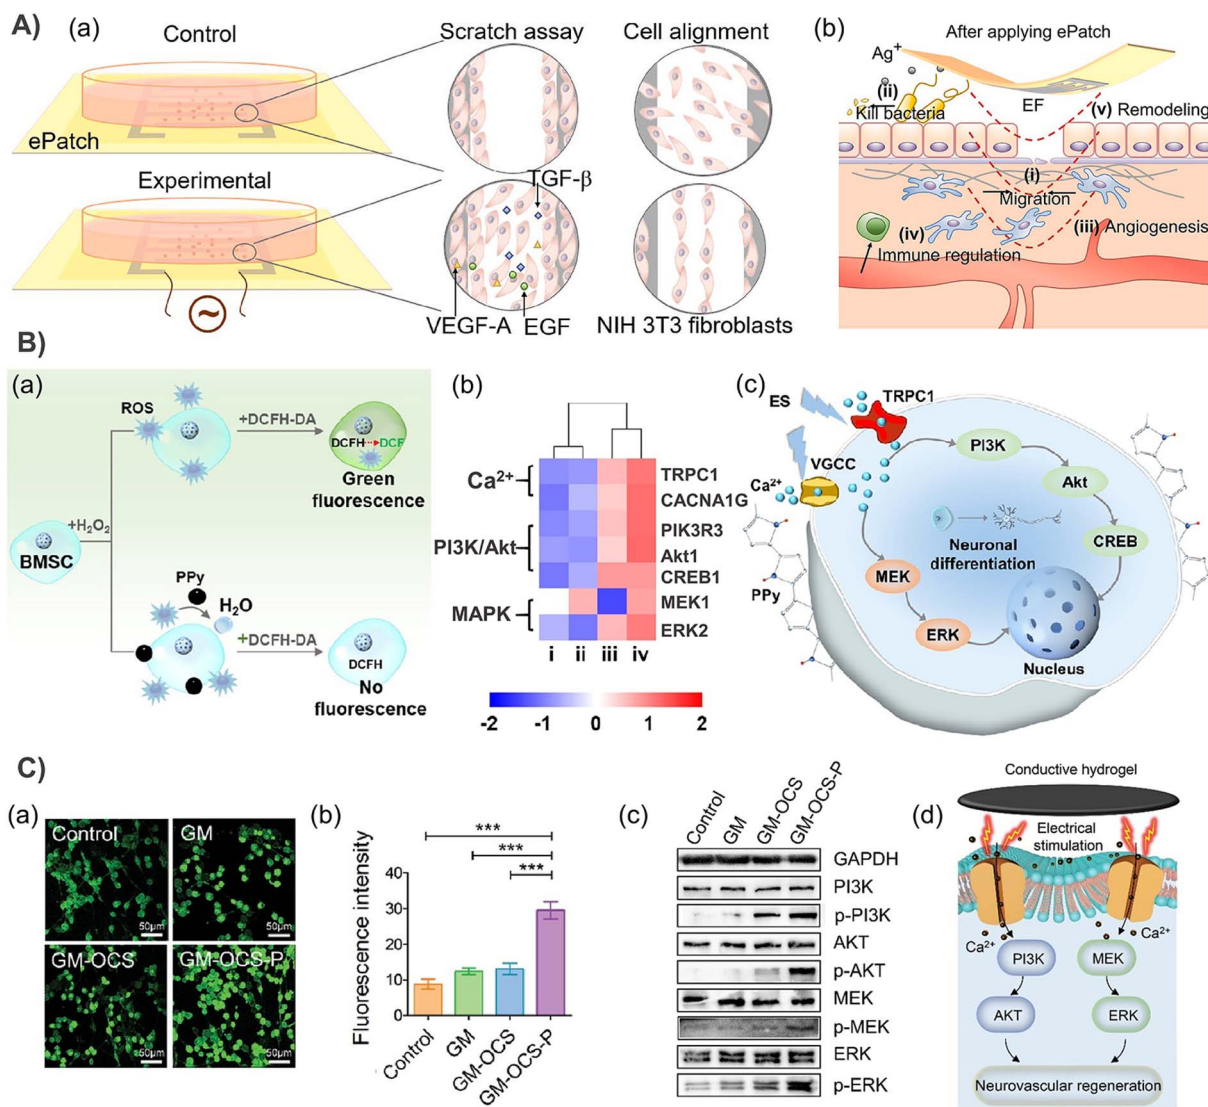 A)
(a)
Control
ePatch
Experimental
~
Scratch assay
Cell alignment
TGF-β
VEGF-A
EGF
NIH 3T3 fibroblasts
(b)
After applying ePatch
Ag+
(ii)
Kill bacteria
EF
(v) Remodeling
(i)
Migration
(iv)
Immune regulation
(iii) Angiogenesis
B)
(a)
ROS
+DCFH-DA
DCFH
DCF
Green
fluorescence
+H2O2
BMSC
PPy
H2O
+DCFH-DA
DCFH
No
fluorescence
(b)
Ca2+
PI3K/Akt
MAPK
TRPC1
CACNA1G
PIK3R3
Akt1
CREB1
MEK1
ERK2
i ii iii iv
-2 -1 0 1 2
(c)
ES
TRPC1
VGCC
Ca2+
PI3K
Akt
CREB
Neuronal
differentiation
MEK
ERK
PPy
Nucleus
C)
(a)
Control
50μm
GM
50μm
GM-OCS
50μm
GM-OCS-P
50μm
(b)
Fluorescence intensity
40
30
20
10
0
***
***
***
Control
GM
GM-OCS
GM-OCS-P
(c)
Control
GM
GM-OCS
GM-OCS-P
GAPDH
PI3K
p-PI3K
AKT
p-AKT
MEK
p-MEK
ERK
p-ERK
(d)
Conductive hydrogel
Electrical
stimulation
Ca2+
Ca2+
PI3K
MEK
AKT
ERK
Neurovascular regeneration